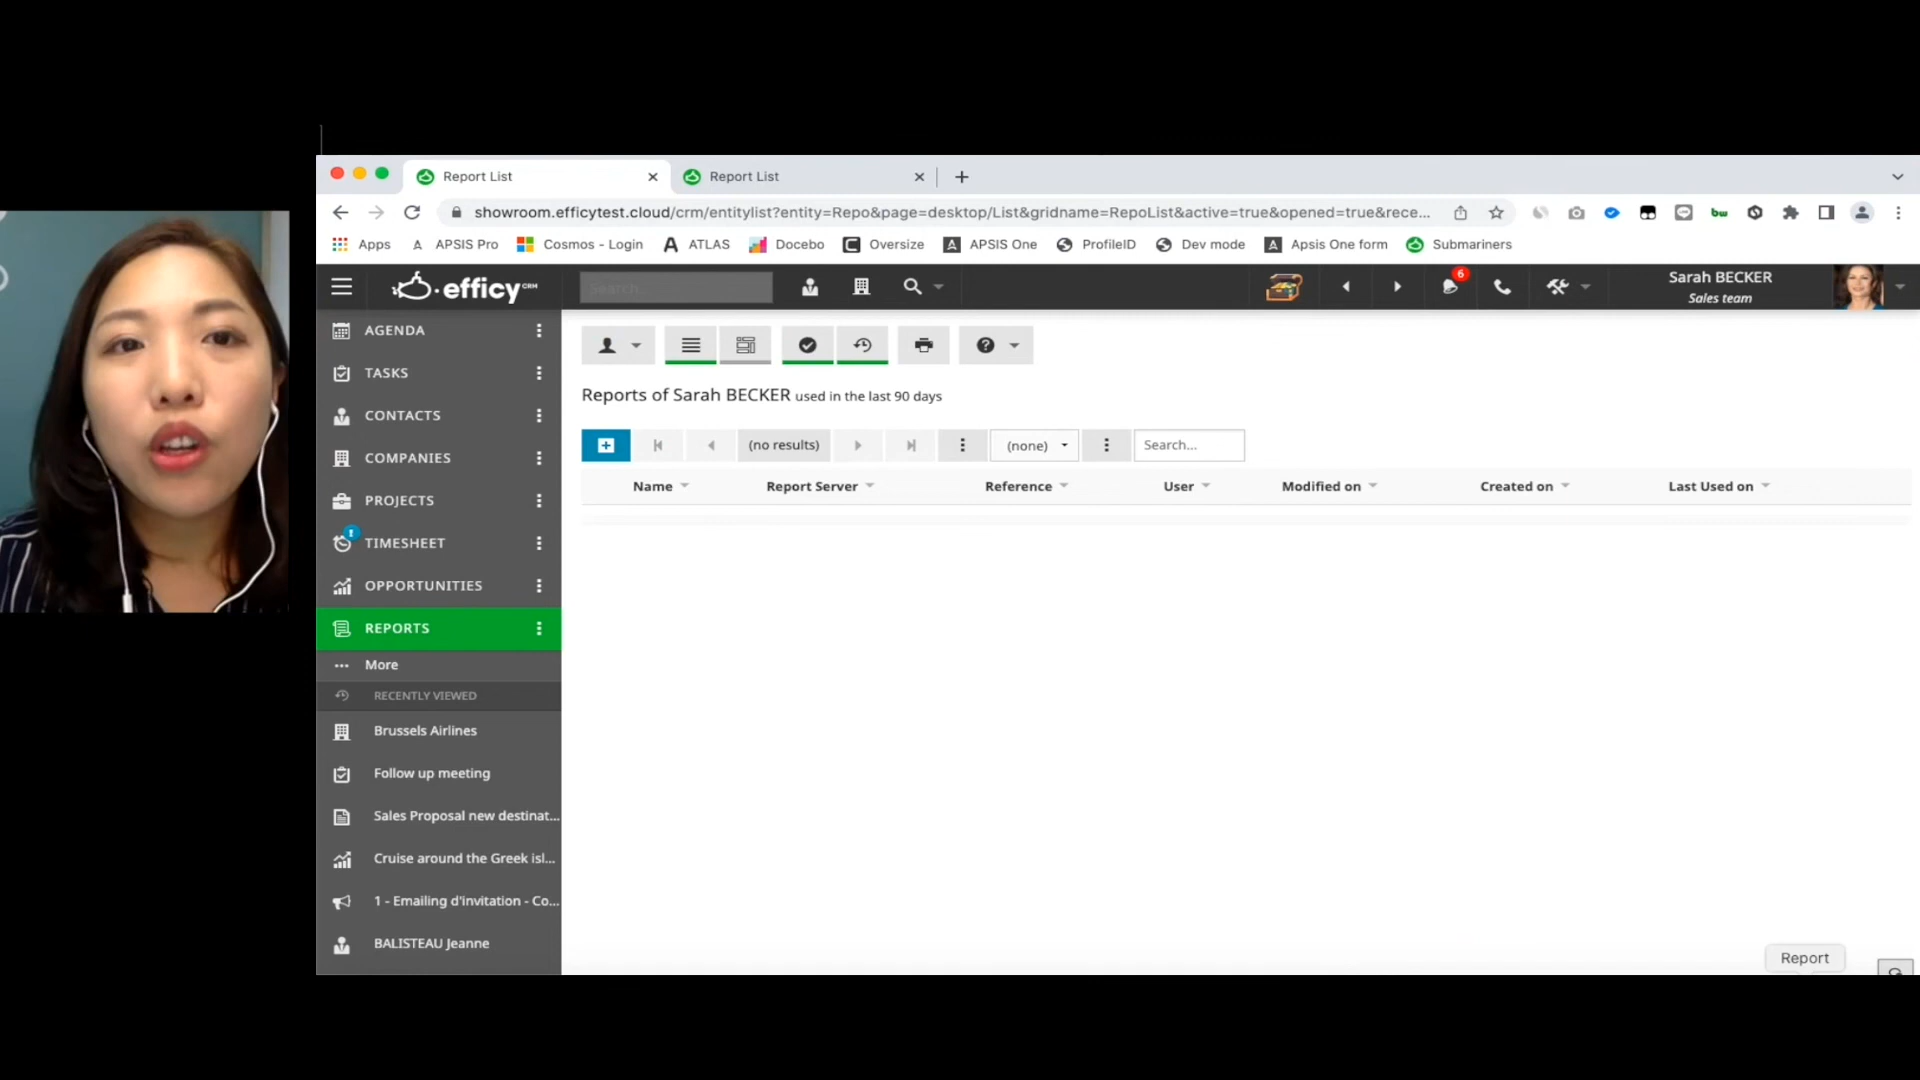 Report List
Report List
showroom.efficytest.cloud/crm/entitylist?entity=Repo&page=desktop/List&gridname=RepoList&active=true&opened=true&rece...
Apps
APSIS Pro
Cosmos - Login
ATLAS
Docebo
Oversize
APSIS One
ProfileID
Dev mode
Apsis One form
Submariners
efficy CRM
Search...
6
Sarah BECKER
Sales team
AGENDA
TASKS
CONTACTS
COMPANIES
PROJECTS
TIMESHEET
OPPORTUNITIES
REPORTS
More
RECENTLY VIEWED
Brussels Airlines
Follow up meeting
Sales Proposal new destinat...
Cruise around the Greek isl...
1 - Emailing d'invitation - Co...
BALISTEAU Jeanne
Reports of Sarah BECKER used in the last 90 days
(no results)
(none)
Search...
Name
Report Server
Reference
User
Modified on
Created on
Last Used on
Report